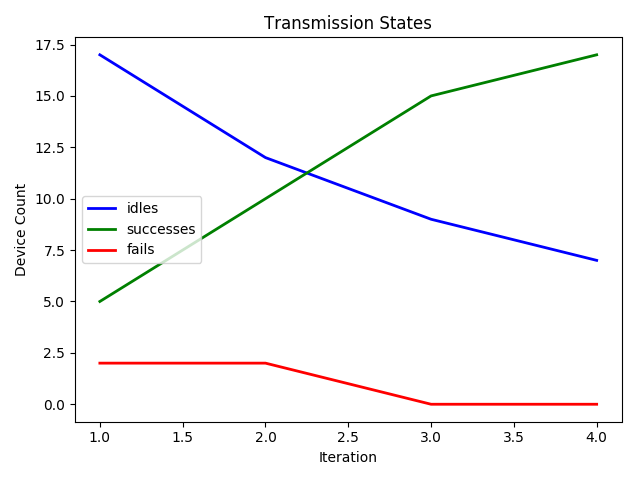 Transmission States
17.5
15.0
12.5
10.0
7.5
5.0
2.5
0.0
Device Count
idles
successes
fails
1.0 1.5 2.0 2.5 3.0 3.5 4.0
Iteration